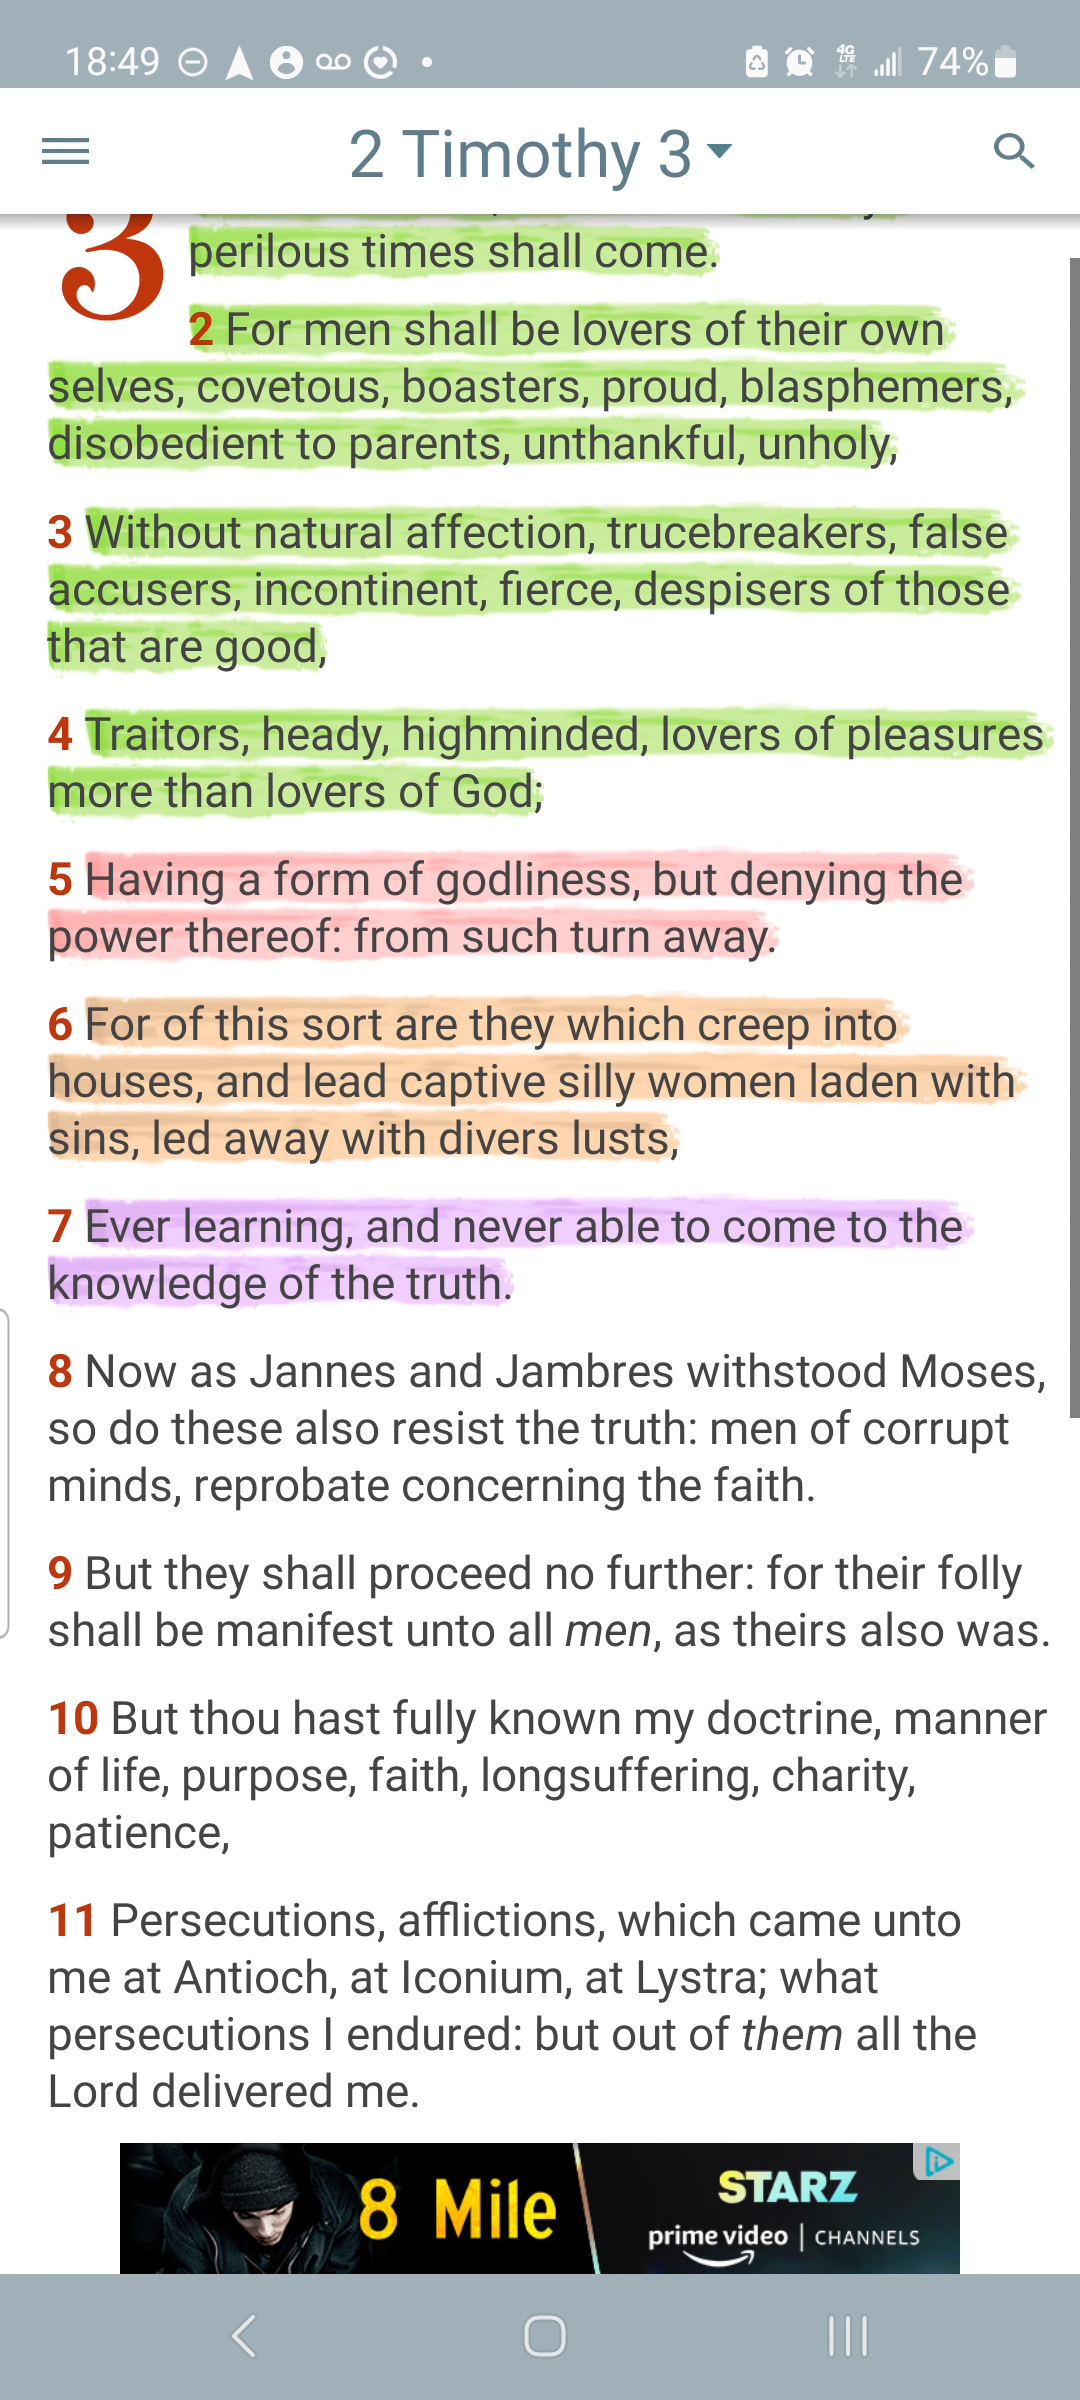 18:49
4G
LTE
74%
2 Timothy 3
3
perilous times shall come.
2 For men shall be lovers of their own
selves, covetous, boasters, proud, blasphemers,
disobedient to parents, unthankful, unholy,
3 Without natural affection, trucebreakers, false
accusers, incontinent, fierce, despisers of those
that are good,
4 Traitors, heady, highminded, lovers of pleasures
more than lovers of God;
5 Having a form of godliness, but denying the
power thereof: from such turn away.
6 For of this sort are they which creep into
houses, and lead captive silly women laden with
sins, led away with divers lusts,
7 Ever learning, and never able to come to the
knowledge of the truth.
8 Now as Jannes and Jambres withstood Moses,
so do these also resist the truth: men of corrupt
minds, reprobate concerning the faith.
9 But they shall proceed no further: for their folly
shall be manifest unto all men, as theirs also was.
10 But thou hast fully known my doctrine, manner
of life, purpose, faith, longsuffering, charity,
patience,
11 Persecutions, afflictions, which came unto
me at Antioch, at Iconium, at Lystra; what
persecutions I endured: but out of them all the
Lord delivered me.
8 Mile
STARZ
prime video | CHANNELS